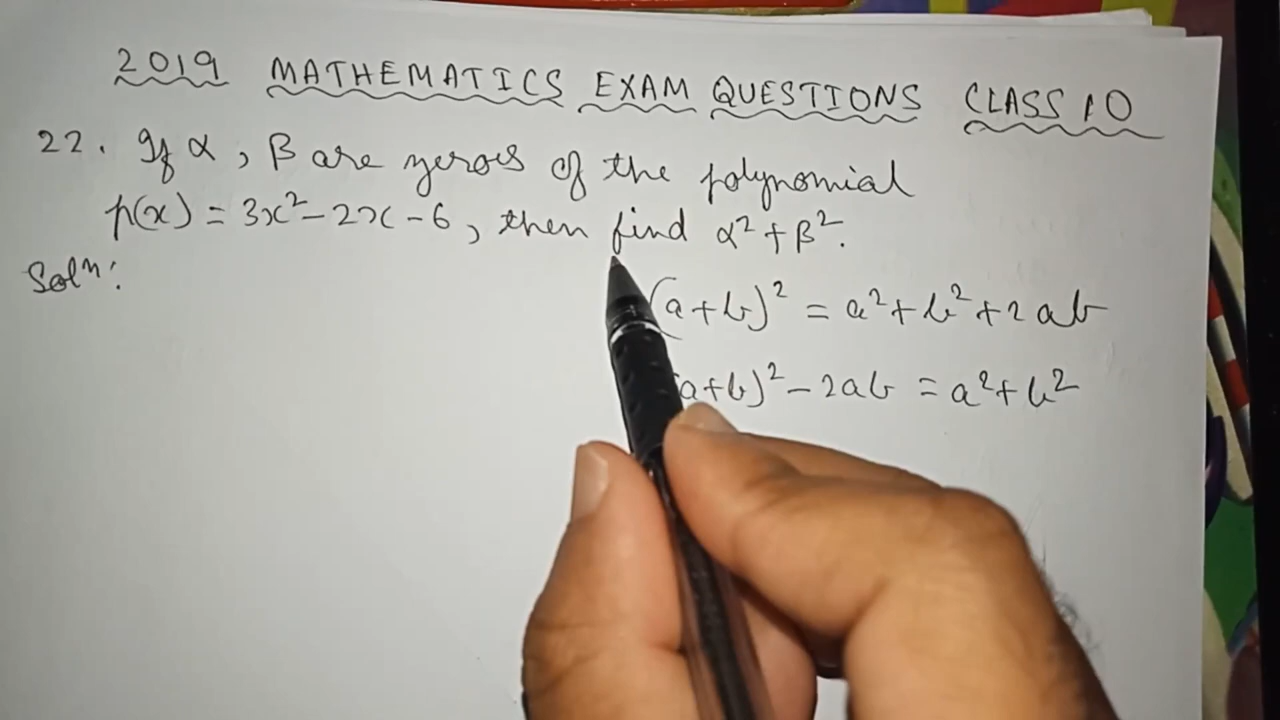 2019 MATHEMATICS EXAM QUESTIONS CLASS 10
22. If α, β are zeroes of the polynomial
p(x) = 3x² - 2x - 6, then find α² + β².
Solⁿ:
(a+b)² = a² + b² + 2ab
(a+b)² - 2ab = a² + b²